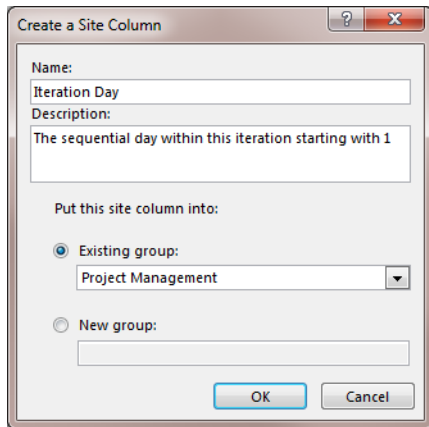 Create a Site Column
Name:
Iteration Day
Description:
The sequential day within this iteration starting with 1
Put this site column into:
Existing group:
Project Management
New group:
OK Cancel